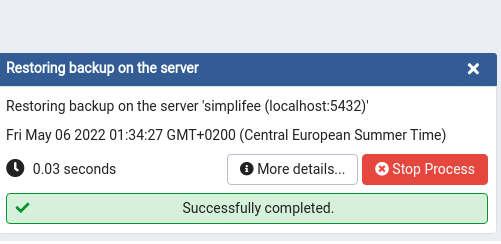 Restoring backup on the server
Restoring backup on the server 'simplifee (localhost:5432)'
Fri May 06 2022 01:34:27 GMT+0200 (Central European Summer Time)
0.03 seconds
More details...
Stop Process
Successfully completed.